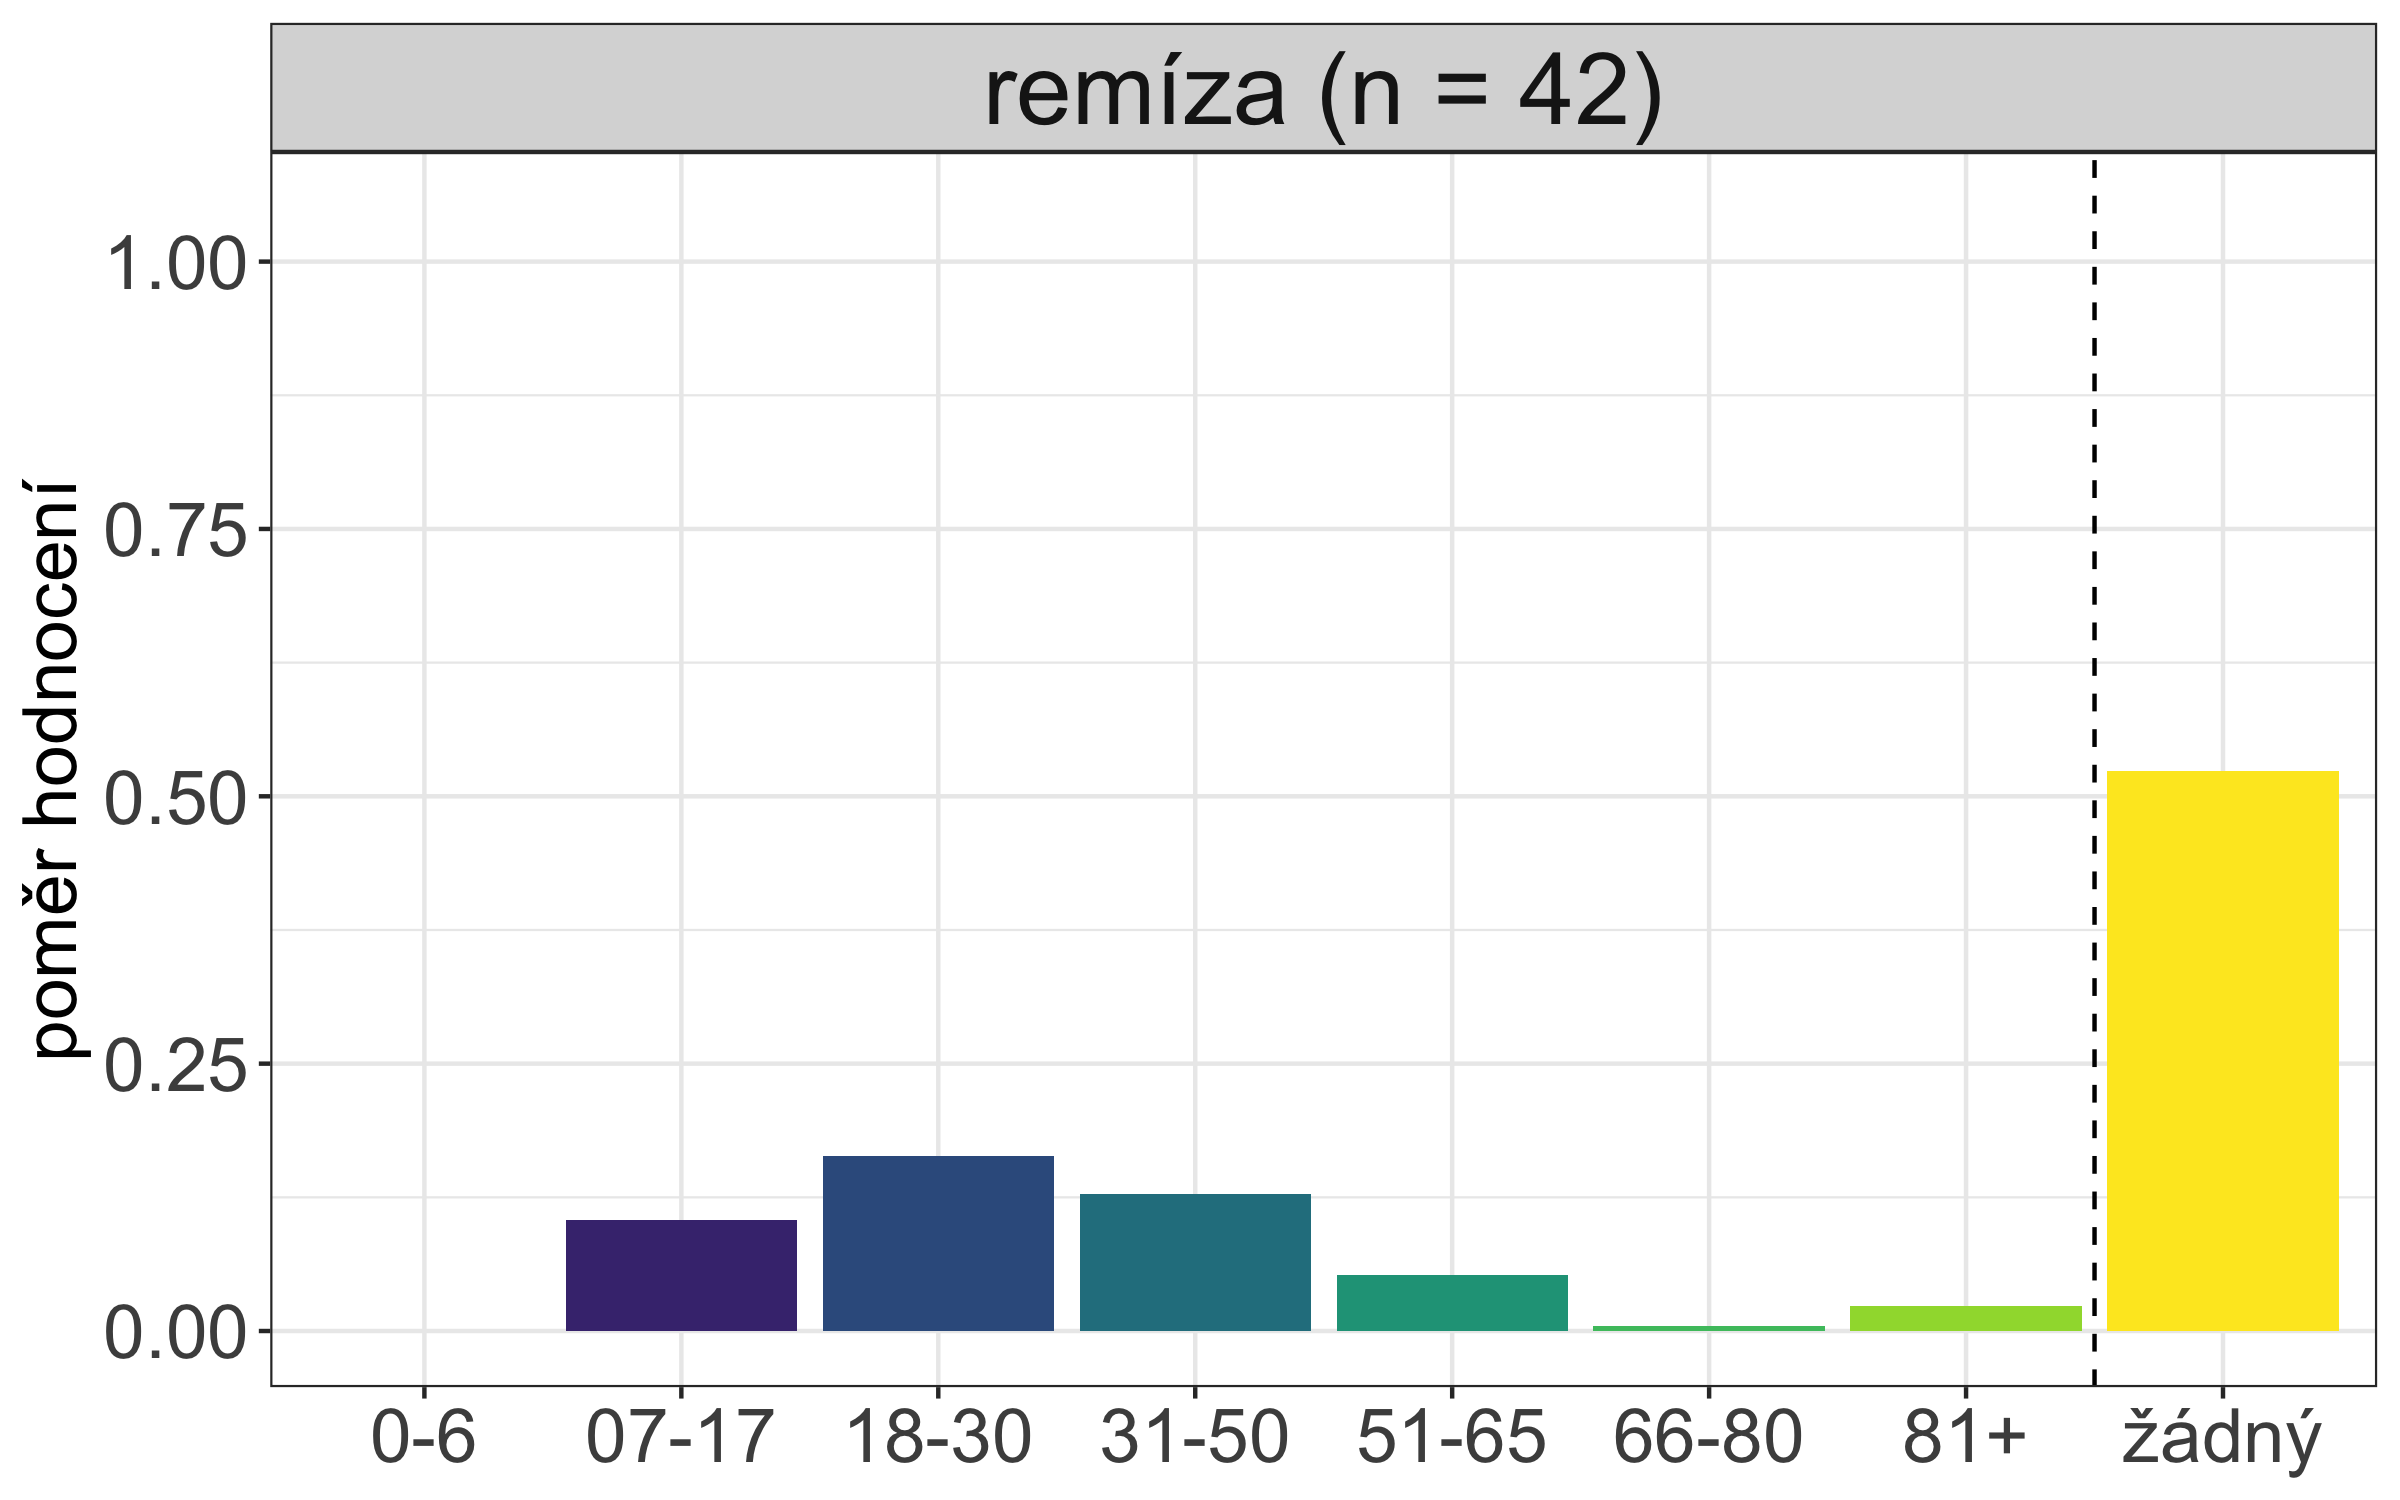 remíza (n = 42)
poměr hodnocení
1.00
0.75
0.50
0.25
0.00
0-6 07-17 18-30 31-50 51-65 66-80 81+ žádný